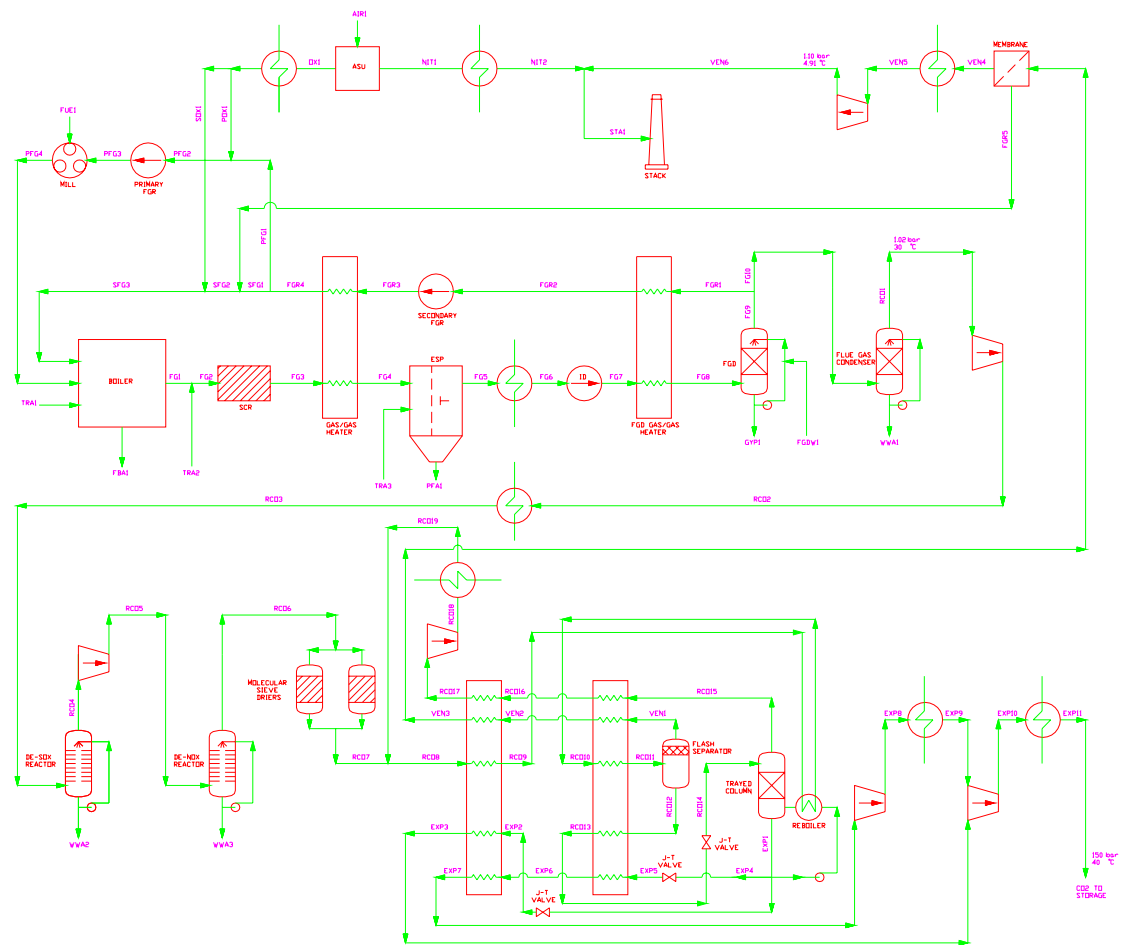 AIR1
MEMBRANE
1.10 bar
4.91 °C
OX1
ASU
NIT1
NIT2
VEN6
VEN5
VEN4
SOX1
POX1
FUE1
STA1
FGR5
PFG4
PFG3
PFG2
MILL
PRIMARY
FGR
STACK
PFG1
1.02 bar
30 °C
SFG3
SFG2
SFG1
FGR4
FGR3
FGR2
FGR1
FG10
FG9
RCO1
SECONDARY
FGR
BOILER
FG1
FG2
FG3
FG4
ESP
FG5
FG6
ID
FG7
FG8
FGD
FLUE GAS
CONDENSER
SCR
TRA1
GAS/GAS
HEATER
FGD GAS/GAS
HEATER
FBA1
TRA2
TRA3
PFA1
GYP1
FGDW1
WWA1
RCO3
RCO2
RCO19
RCO18
RCO5
RCO6
MOLECULAR
SIEVE
DRIERS
RCO4
RCO17
RCO16
RCO15
VEN3
VEN2
VEN1
EXP8
EXP9
EXP10
EXP11
DE-SOX
REACTOR
DE-NOX
REACTOR
RCO7
RCO8
RCO9
RCO10
RCO11
FLASH
SEPARATOR
TRAYED
COLUMN
RCO12
RCO14
REBOILER
WWA2
WWA3
EXP3
EXP2
RCO13
EXP1
J-T
VALVE
J-T
VALVE
EXP7
EXP6
EXP5
EXP4
J-T
VALVE
150 bar
40 °C
CO2 TO
STORAGE